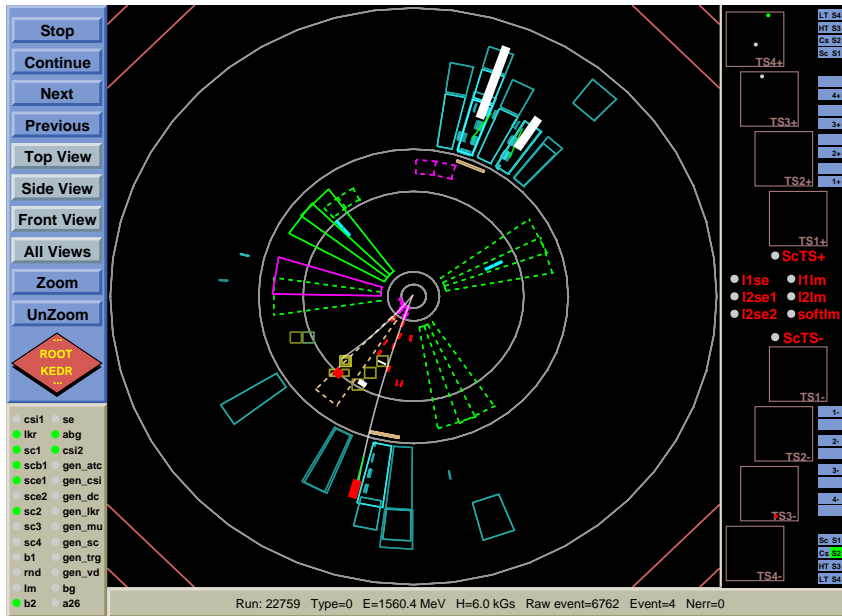 Stop
Continue
Next
Previous
Top View
Side View
Front View
All Views
Zoom
UnZoom
...
ROOT
KEDR
...
csi1 se
lkr abg
sc1 csi2
scb1 gen_atc
sce1 gen_csi
sce2 gen_dc
sc2 gen_lkr
sc3 gen_mu
sc4 gen_sc
b1 gen_trg
rnd gen_vd
lm bg
b2 a26
TS4+
TS3+
TS2+
TS1+
ScTS+
l1se l1lm
l2se1 l2lm
l2se2 softlm
ScTS-
TS1-
TS2-
TS3-
TS4-
LT S4
HT S3
Cs S2
Sc S1
4+
3+
2+
1+
1-
2-
3-
4-
Sc S1
Cs S2
HT S3
LT S4
Run: 22759 Type=0 E=1560.4 MeV H=6.0 kGs Raw event=6762 Event=4 Nerr=0